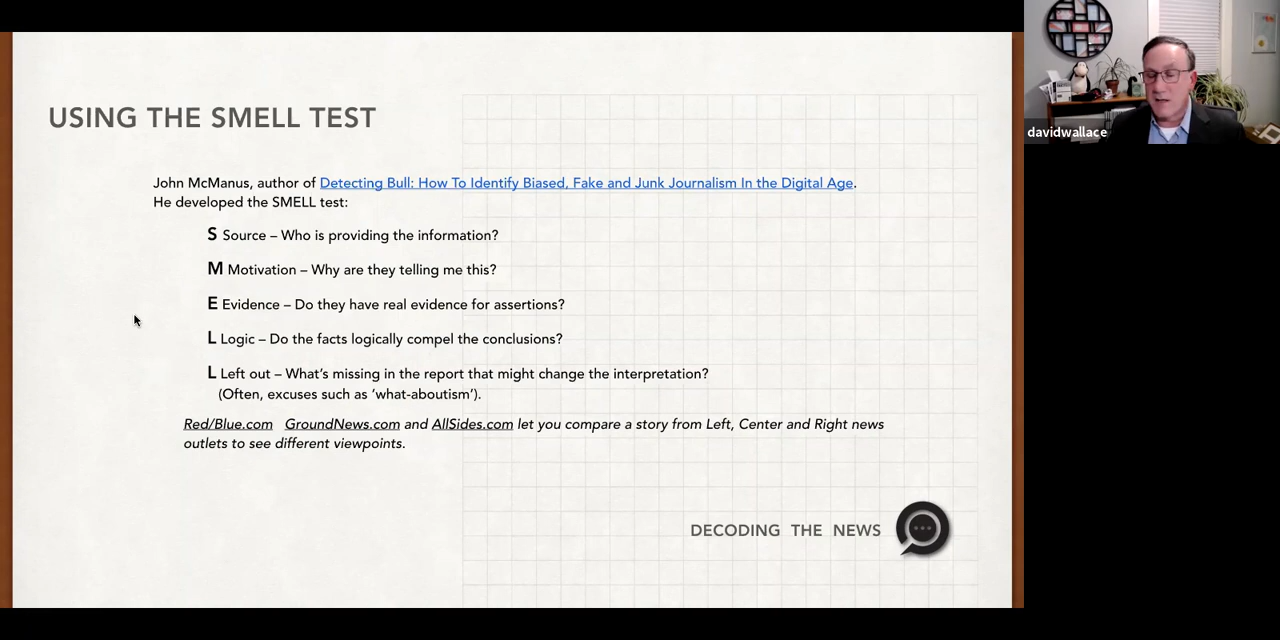 USING THE SMELL TEST
John McManus, author of Detecting Bull: How To Identify Biased, Fake and Junk Journalism In the Digital Age.
He developed the SMELL test:
S Source – Who is providing the information?
M Motivation – Why are they telling me this?
E Evidence – Do they have real evidence for assertions?
L Logic – Do the facts logically compel the conclusions?
L Left out – What’s missing in the report that might change the interpretation?
(Often, excuses such as ‘what-aboutism’).
Red/Blue.com GroundNews.com and AllSides.com let you compare a story from Left, Center and Right news
outlets to see different viewpoints.
DECODING THE NEWS
davidwallace